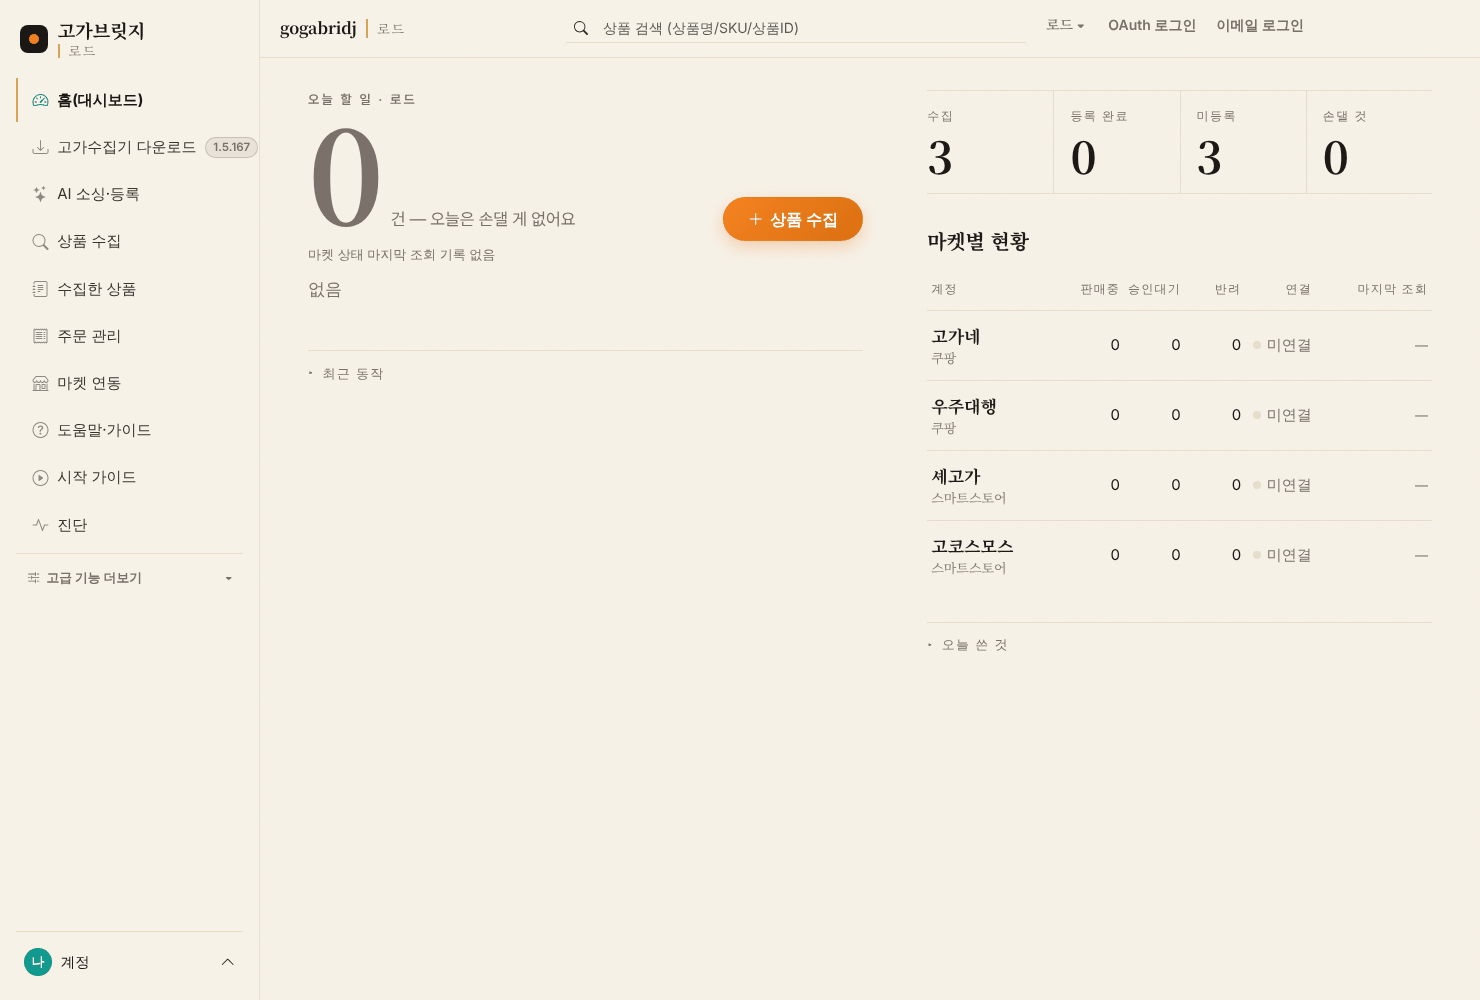 고가브릿지
로드
홈(대시보드)
고가수집기 다운로드 1.5.167
AI 소싱·등록
상품 수집
수집한 상품
주문 관리
마켓 연동
도움말·가이드
시작 가이드
진단
고급 기능 더보기
나 계정
gogabridj 로드
상품 검색 (상품명/SKU/상품ID)
로드
OAuth 로그인
이메일 로그인
오늘 할 일 · 로드
0 건 — 오늘은 손댈 게 없어요
상품 수집
마켓 상태 마지막 조회 기록 없음
없음
최근 동작
수집 등록 완료 미등록 손댈 것
3 0 3 0
마켓별 현황
계정 판매중 승인대기 반려 연결 마지막 조회
고가네
쿠팡
0 0 0 미연결 —
우주대행
쿠팡
0 0 0 미연결 —
셰고가
스마트스토어
0 0 0 미연결 —
고코스모스
스마트스토어
0 0 0 미연결 —
오늘 쓴 것